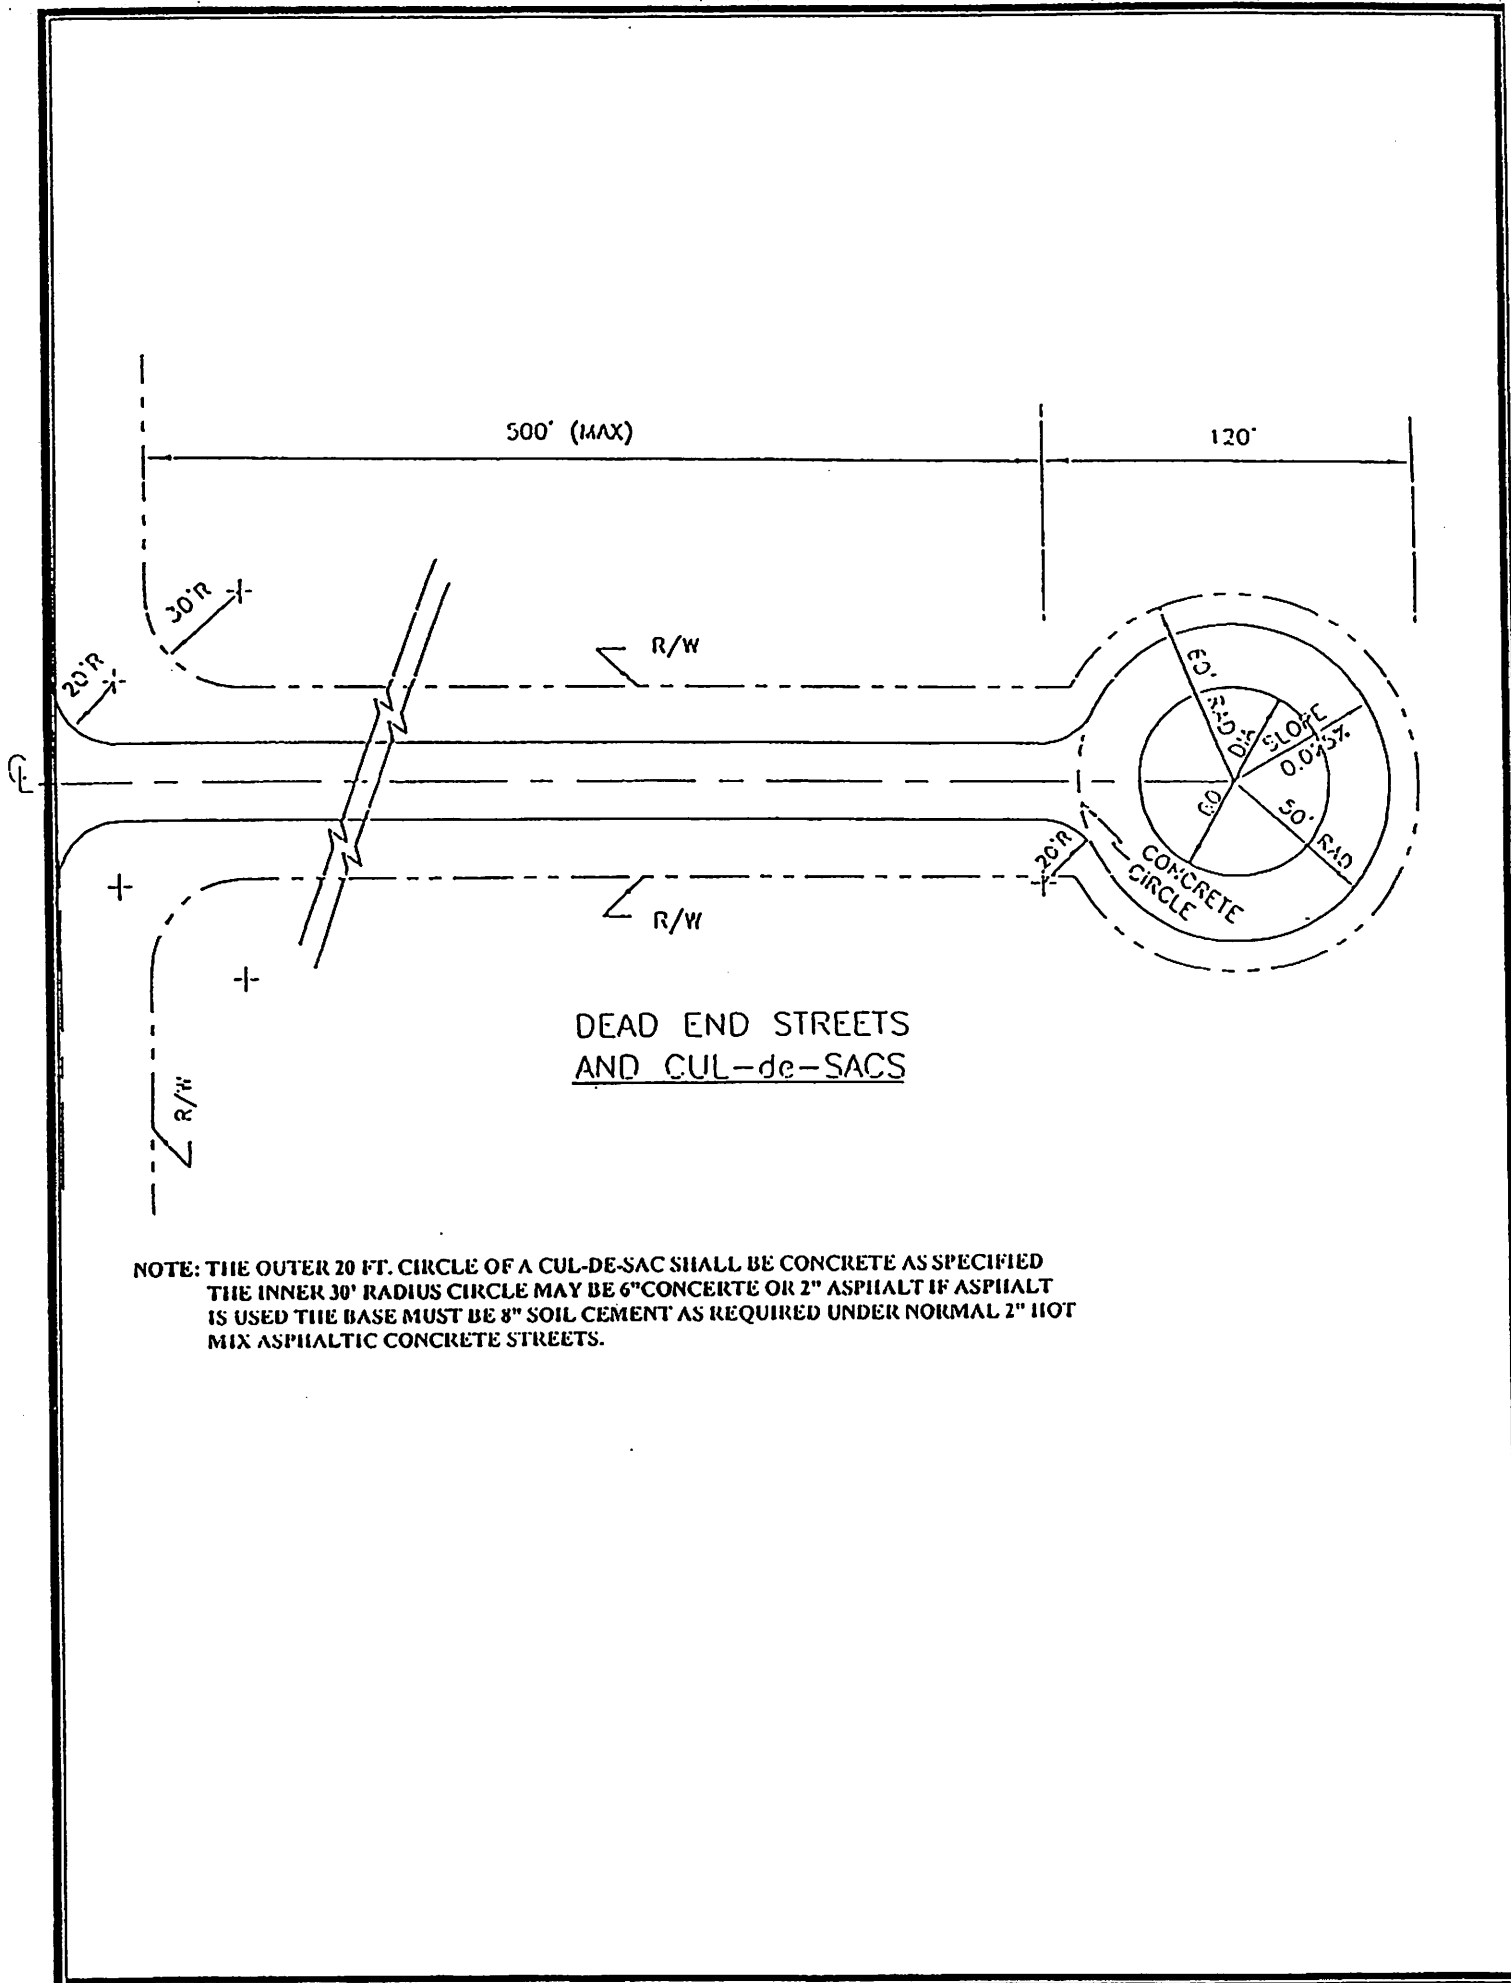 500' (MAX)
120'
30'R
20'R
R/W
60' RAD
DIA
SLOPE
60
50' RAD
℄
20'R
CONCRETE
CIRCLE
R/W
DEAD END STREETS
AND CUL-de-SACS
R/W
NOTE: THE OUTER 20 FT. CIRCLE OF A CUL-DE-SAC SHALL BE CONCRETE AS SPECIFIED
THE INNER 30' RADIUS CIRCLE MAY BE 6"CONCERTE OR 2" ASPHALT IF ASPHALT
IS USED THE BASE MUST BE 8" SOIL CEMENT AS REQUIRED UNDER NORMAL 2" HOT
MIX ASPHALTIC CONCRETE STREETS.